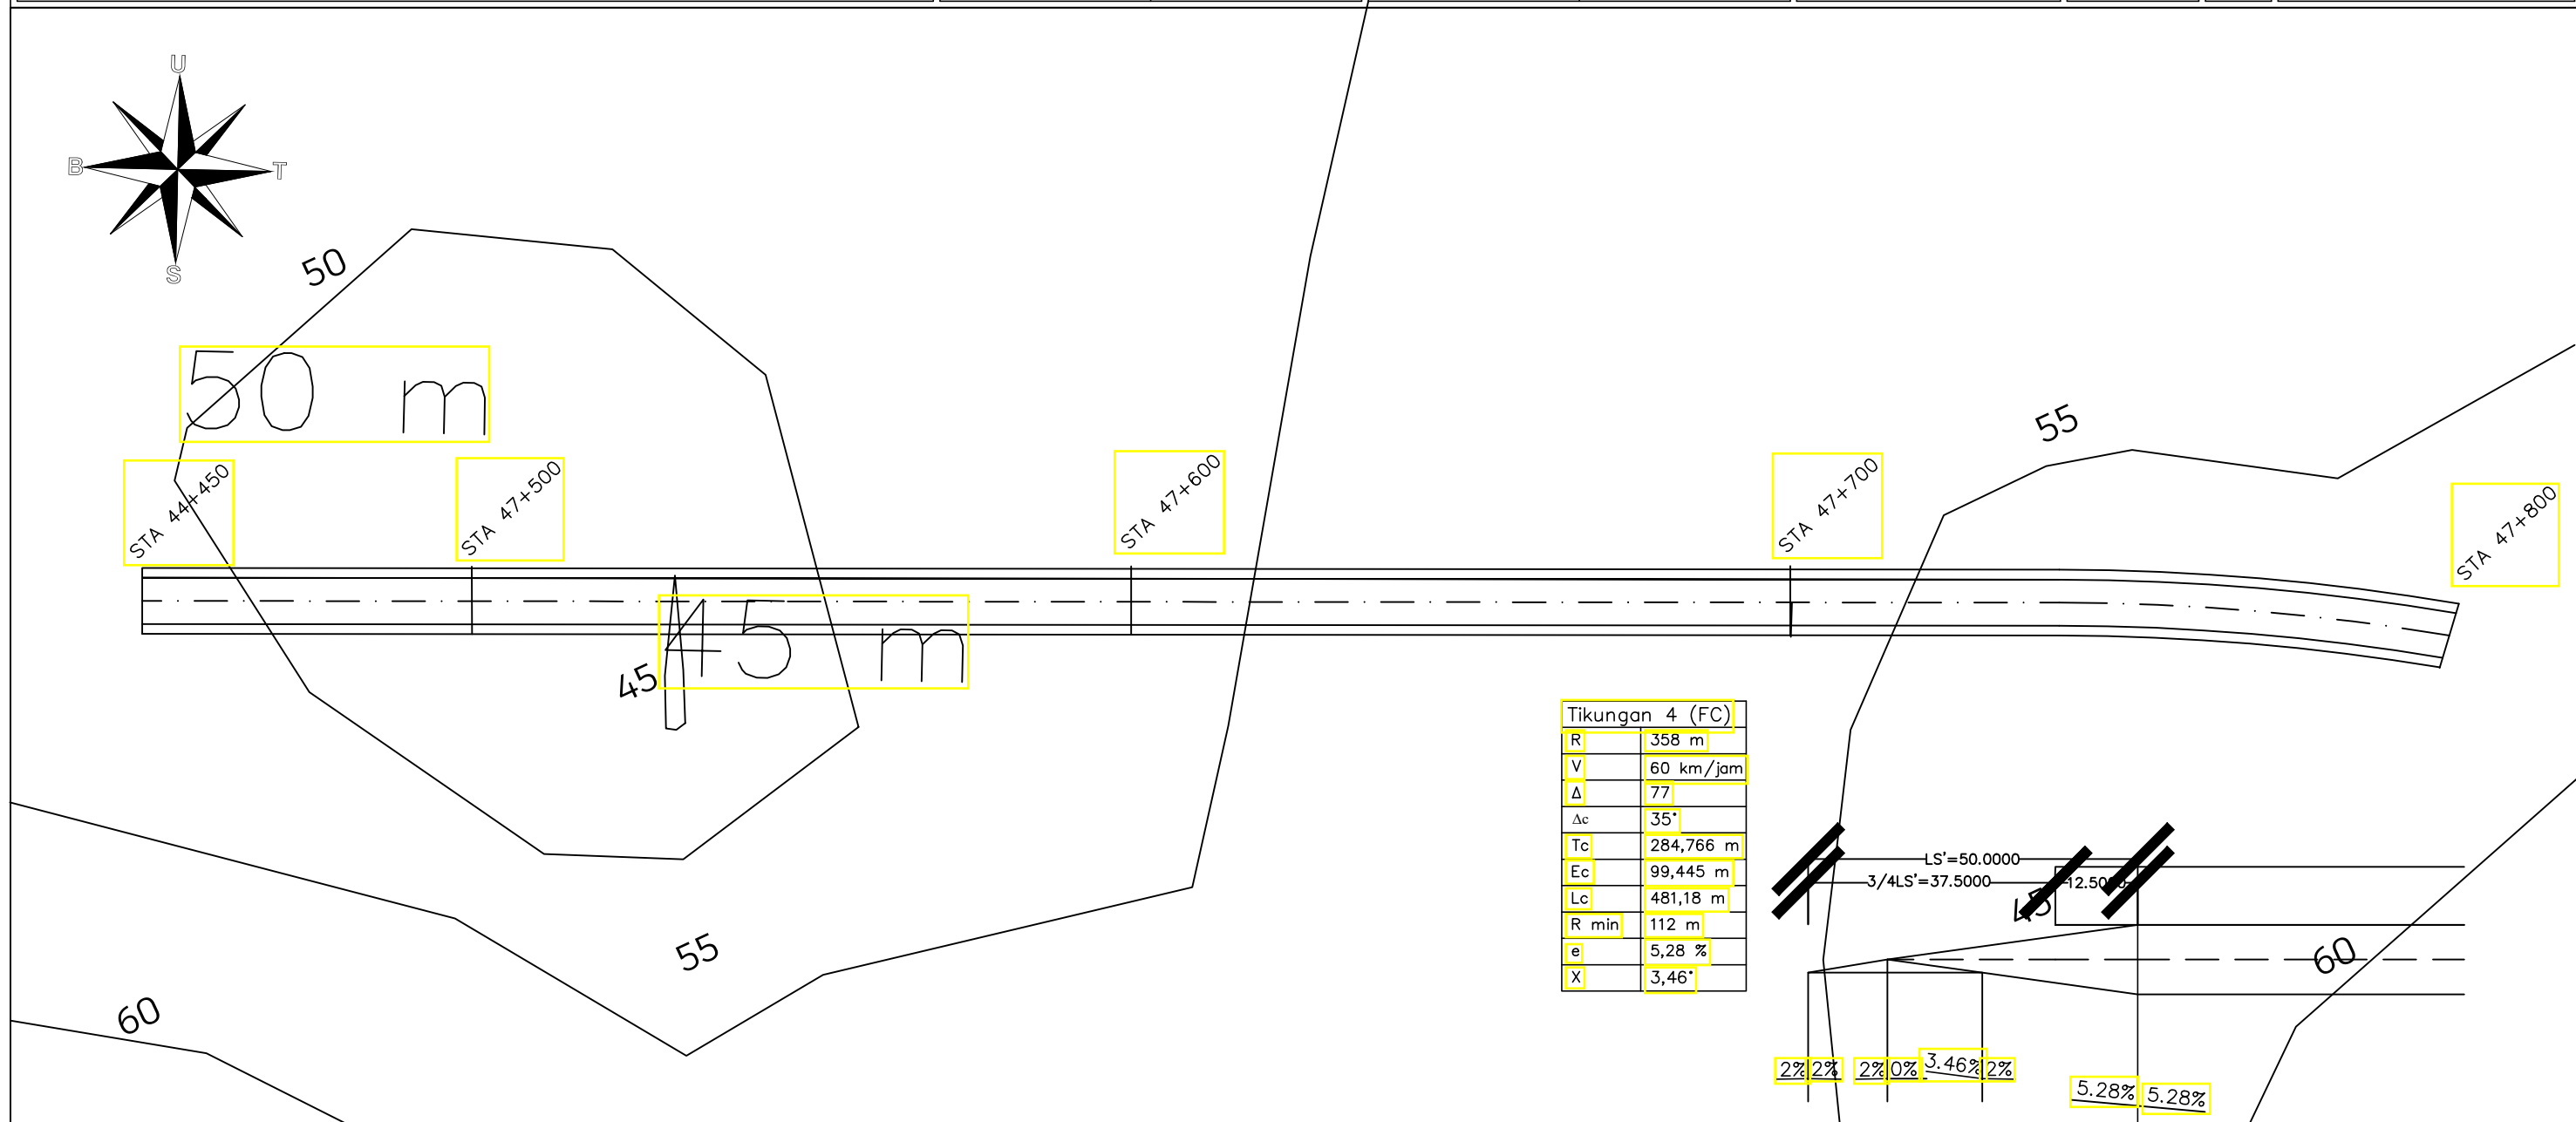 U
B T
S
50
50 m
STA 44+450
STA 47+500
STA 47+600
STA 47+700
STA 47+800
55
45 m
45
Tikungan 4 (FC)
R 358 m
V 60 km/jam
Δ 77
Δc 35°
Tc 284,766 m
Ec 99,445 m
Lc 481,18 m
R min 112 m
e 5,28 %
X 3,46°
LS'=50.0000
3/4LS'=37.5000
12.5000
45
55
60
60
2% 2% 2% 0% 3.46% 2%
5.28% 5.28%